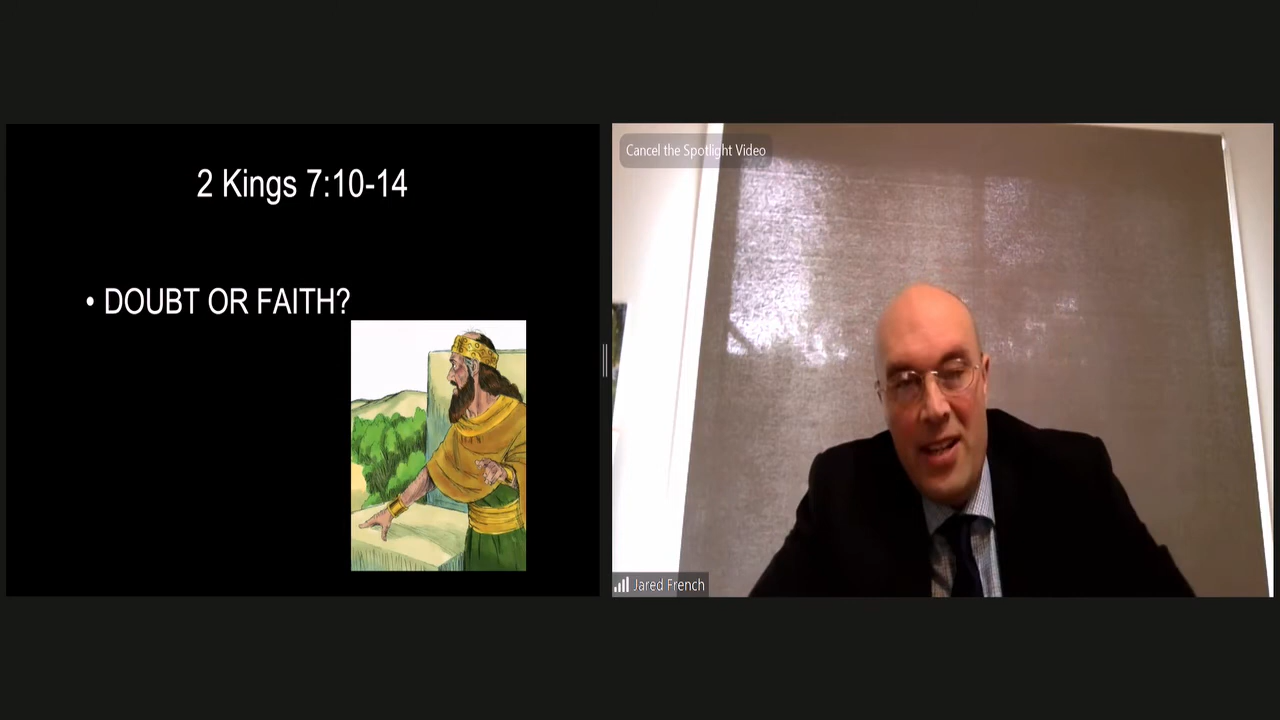 2 Kings 7:10-14
• DOUBT OR FAITH?
Cancel the Spotlight Video
Jared French